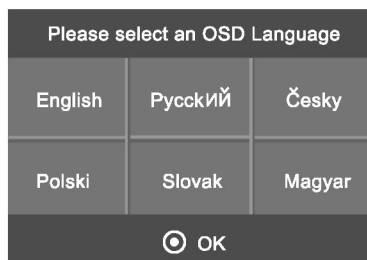 Please select an OSD Language
English Русский Česky
Polski Slovak Magyar
OK